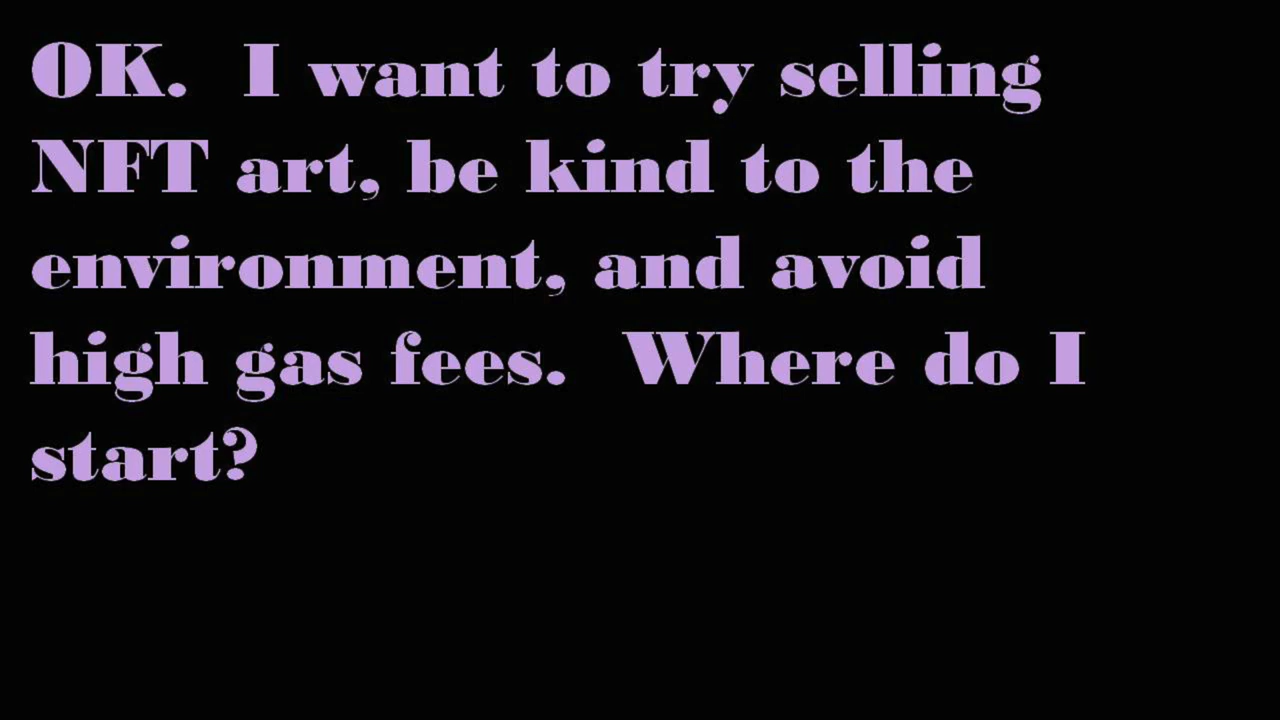 OK.  I want to try selling
NFT art, be kind to the
environment, and avoid
high gas fees.  Where do I
start?